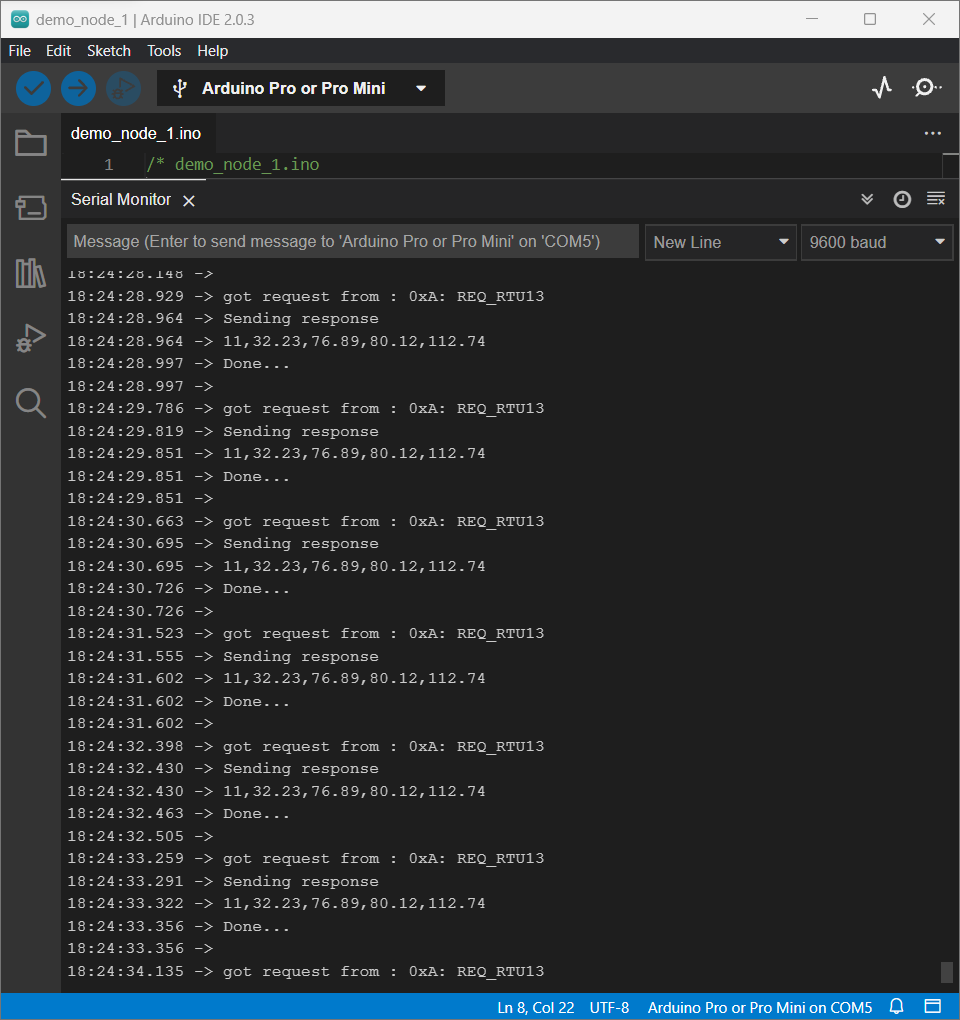 demo_node_1 | Arduino IDE 2.0.3
File Edit Sketch Tools Help
Arduino Pro or Pro Mini
demo_node_1.ino
1 /* demo_node_1.ino
Serial Monitor
Message (Enter to send message to 'Arduino Pro or Pro Mini' on 'COM5') New Line 9600 baud
18:24:28.148 ->
18:24:28.929 -> got request from : 0xA: REQ_RTU13
18:24:28.964 -> Sending response
18:24:28.964 -> 11,32.23,76.89,80.12,112.74
18:24:28.997 -> Done...
18:24:28.997 ->
18:24:29.786 -> got request from : 0xA: REQ_RTU13
18:24:29.819 -> Sending response
18:24:29.851 -> 11,32.23,76.89,80.12,112.74
18:24:29.851 -> Done...
18:24:29.851 ->
18:24:30.663 -> got request from : 0xA: REQ_RTU13
18:24:30.695 -> Sending response
18:24:30.695 -> 11,32.23,76.89,80.12,112.74
18:24:30.726 -> Done...
18:24:30.726 ->
18:24:31.523 -> got request from : 0xA: REQ_RTU13
18:24:31.555 -> Sending response
18:24:31.602 -> 11,32.23,76.89,80.12,112.74
18:24:31.602 -> Done...
18:24:31.602 ->
18:24:32.398 -> got request from : 0xA: REQ_RTU13
18:24:32.430 -> Sending response
18:24:32.430 -> 11,32.23,76.89,80.12,112.74
18:24:32.463 -> Done...
18:24:32.505 ->
18:24:33.259 -> got request from : 0xA: REQ_RTU13
18:24:33.291 -> Sending response
18:24:33.322 -> 11,32.23,76.89,80.12,112.74
18:24:33.356 -> Done...
18:24:33.356 ->
18:24:34.135 -> got request from : 0xA: REQ_RTU13
Ln 8, Col 22 UTF-8 Arduino Pro or Pro Mini on COM5